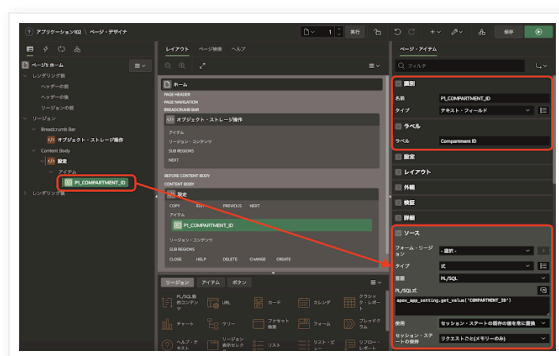 アプリケーション102 \ ページ・デザイナ
1
実行
保存
ページ1: ホーム
レンダリング前
ヘッダーの前
ヘッダーの後
リージョンの前
リージョン
Breadcrumb Bar
オブジェクト・ストレージ操作
Content Body
設定
アイテム
P1_COMPARTMENT_ID
レンダリング後
レイアウト
ページ検索
ヘルプ
ホーム
PAGE HEADER
PAGE NAVIGATION
BREADCRUMB BAR
オブジェクト・ストレージ操作
アイテム
リージョン・コンテンツ
SUB REGIONS
NEXT
BEFORE CONTENT BODY
CONTENT BODY
設定
COPY EDIT PREVIOUS NEXT
アイテム
P1_COMPARTMENT_ID
リージョン・コンテンツ
SUB REGIONS
CLOSE HELP DELETE CHANGE CREATE
リージョン アイテム ボタン
URL
カード
カレンダ
チャート
ツリー
ファセット検索
フォーム
リスト
ページ・アイテム
フィルタ
識別
名前 P1_COMPARTMENT_ID
タイプ テキスト・フィールド
ラベル
ラベル Compartment ID
設定
レイアウト
外観
検証
詳細
ソース
フォーム・リージョン - 選択 -
タイプ 式
言語 PL/SQL
PL/SQL式
apex_app_setting.get_value('COMPARTMENT_ID')
使用 セッション・ステートの既存の値を常に置換
セッション・ステートの保持 リクエストごと(メモリーのみ)